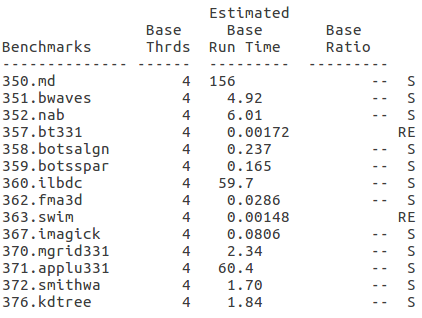 Estimated
                Base     Base       Base
Benchmarks      Thrds  Run Time     Ratio
-------------- ------  ---------  ---------
350.md              4  156               --  S
351.bwaves          4    4.92            --  S
352.nab             4    6.01            --  S
357.bt331           4    0.00172            RE
358.botsalgn        4    0.237           --  S
359.botsspar        4    0.165           --  S
360.ilbdc           4   59.7             --  S
362.fma3d           4    0.0286          --  S
363.swim            4    0.00148            RE
367.imagick         4    0.0806          --  S
370.mgrid331        4    2.34            --  S
371.applu331        4   60.4             --  S
372.smithwa         4    1.70            --  S
376.kdtree          4    1.84            --  S